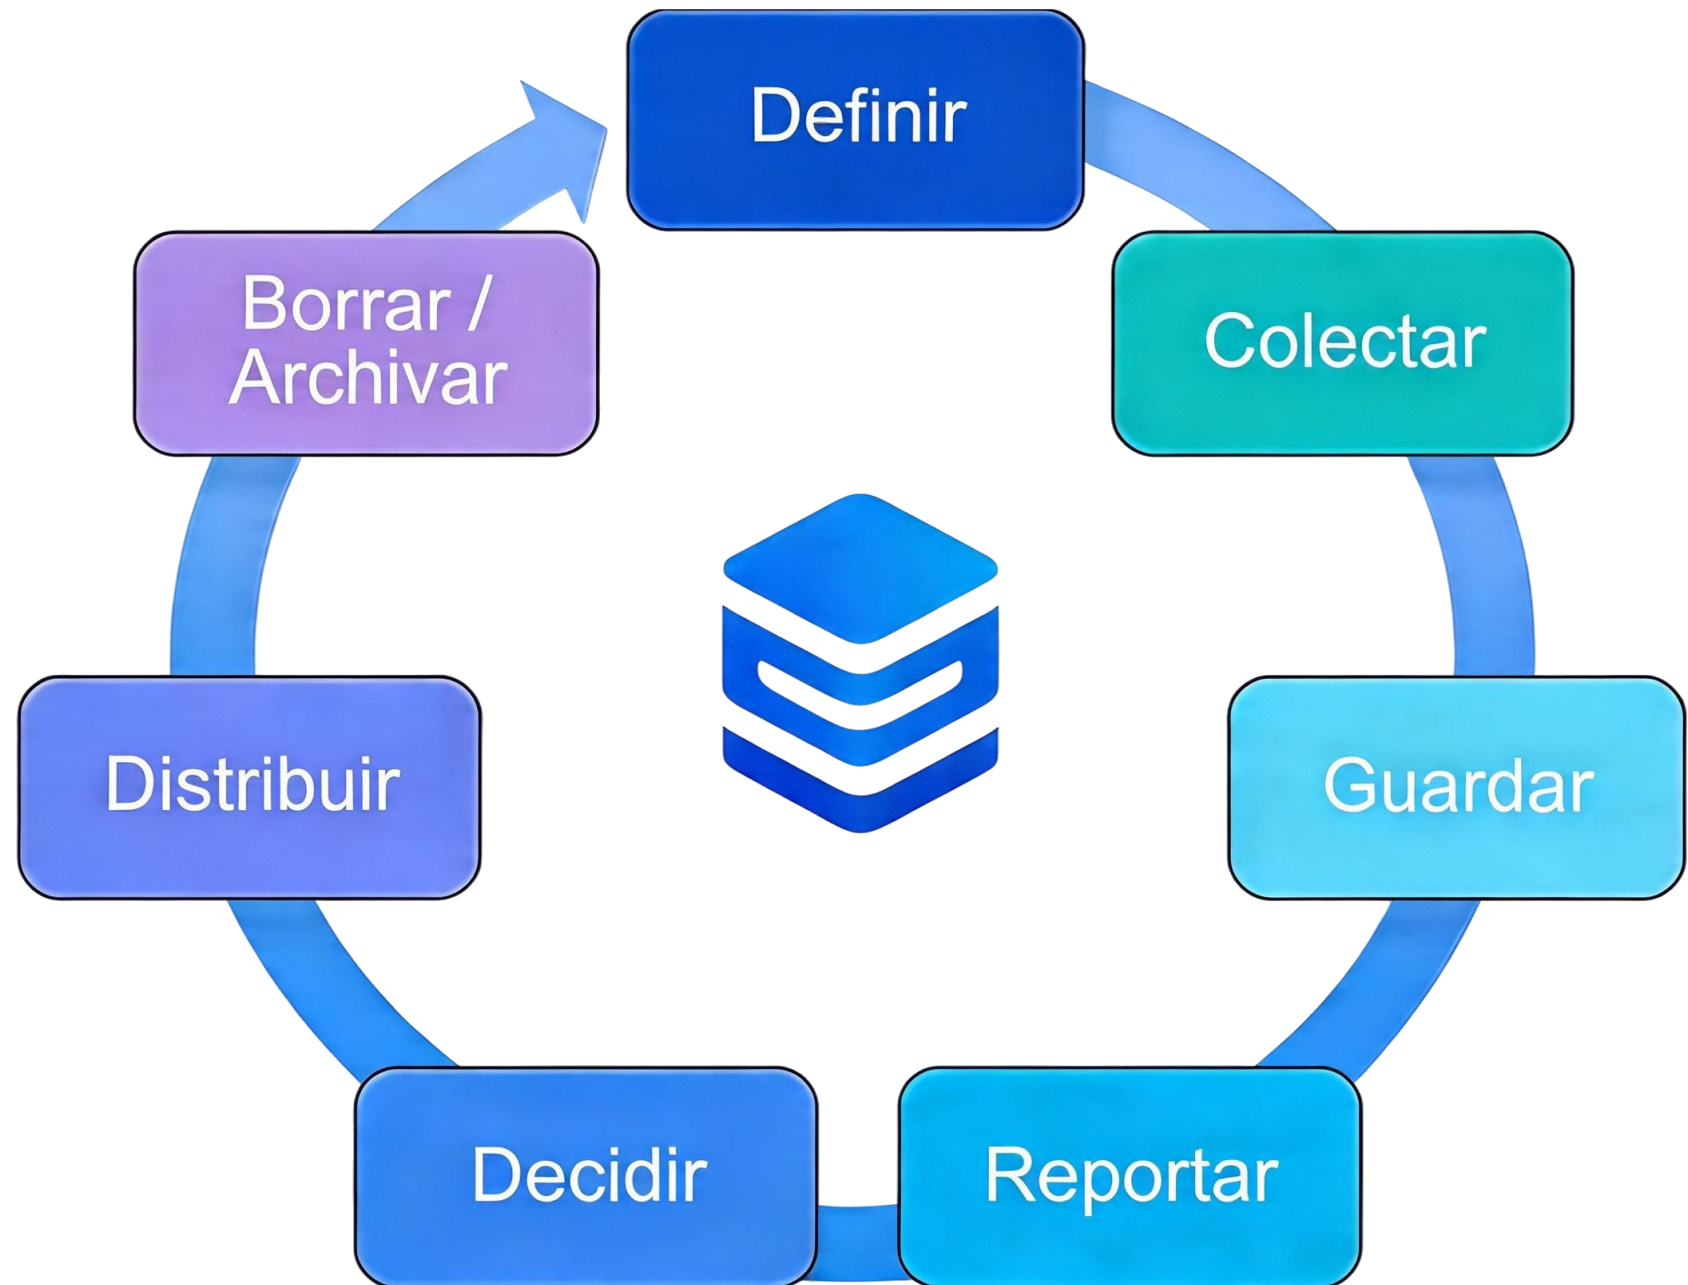 Definir
Colectar
Guardar
Reportar
Decidir
Distribuir
Borrar /
Archivar